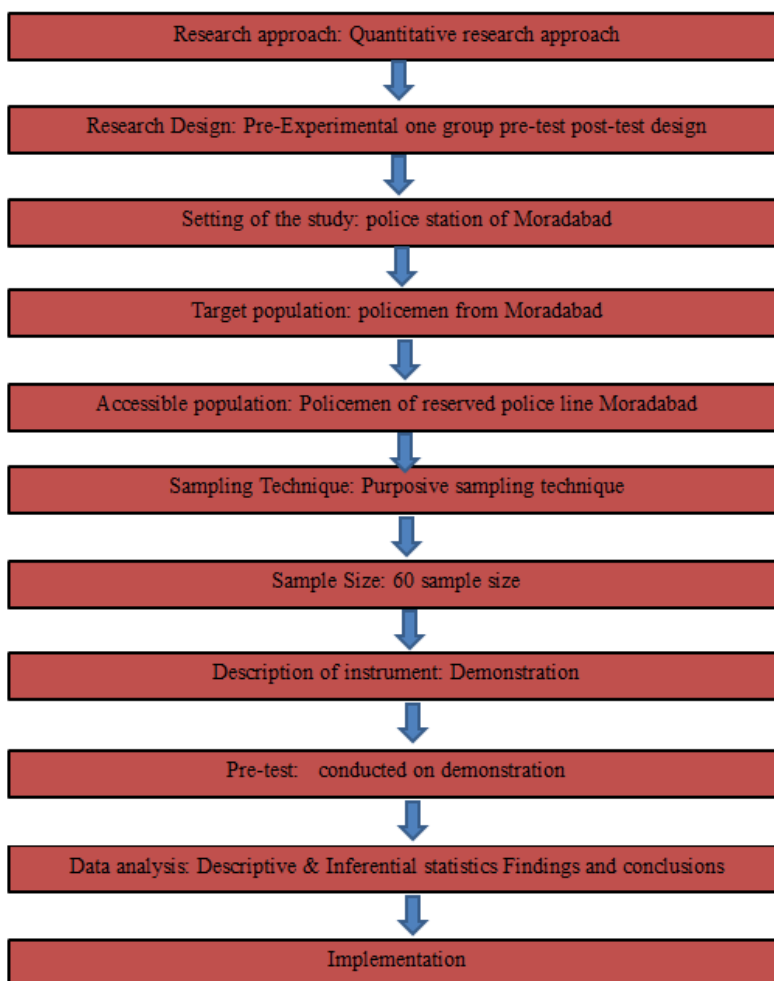 Research approach: Quantitative research approach
Research Design: Pre-Experimental one group pre-test post-test design
Setting of the study: police station of Moradabad
Target population: policemen from Moradabad
Accessible population: Policemen of reserved police line Moradabad
Sampling Technique: Purposive sampling technique
Sample Size: 60 sample size
Description of instrument: Demonstration
Pre-test: conducted on demonstration
Data analysis: Descriptive & Inferential statistics Findings and conclusions
Implementation